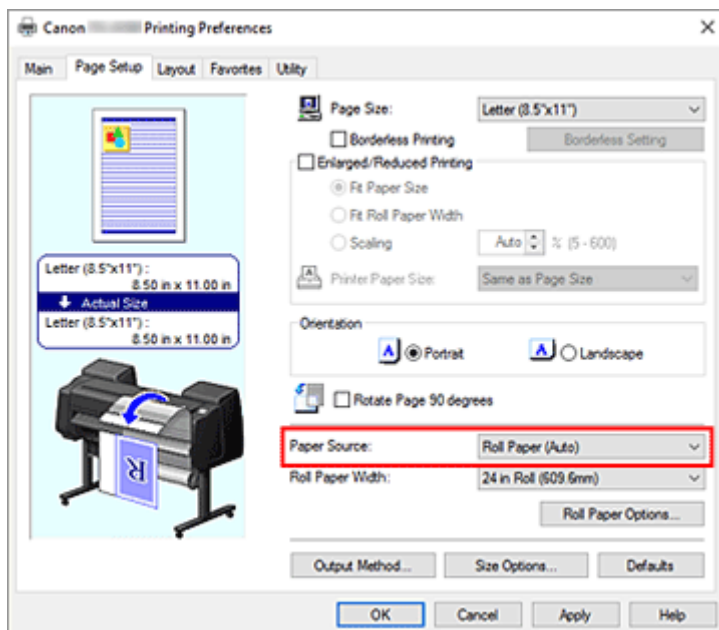 Canon Printing Preferences
Main Page Setup Layout Favorites Utility
Page Size: Letter (8.5"x11")
Borderless Printing Borderless Setting
Enlarged/Reduced Printing
Fit Paper Size
Fit Roll Paper Width
Scaling Auto % (5 - 600)
Printer Paper Size: Same as Page Size
Letter (8.5"x11") :
8.50 in x 11.00 in
Actual Size
Letter (8.5"x11") :
8.50 in x 11.00 in
Orientation
A Portrait A Landscape
Rotate Page 90 degrees
R
Paper Source: Roll Paper (Auto)
Roll Paper Width: 24 in Roll (609.6mm)
Roll Paper Options...
Output Method... Size Options... Defaults
OK Cancel Apply Help